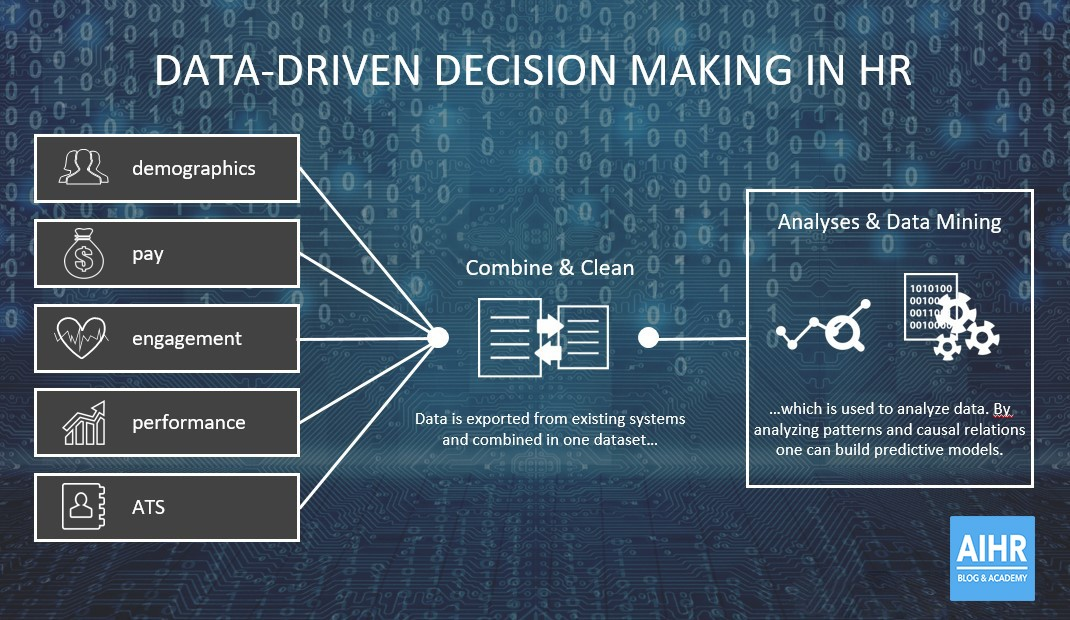 DATA-DRIVEN DECISION MAKING IN HR
demographics
pay
engagement
performance
ATS
Combine & Clean
Data is exported from existing systems
and combined in one dataset...
Analyses & Data Mining
1010100
00110
0010000
...which is used to analyze data. By
analyzing patterns and causal relations
one can build predictive models.
AIHR
BLOG & ACADEMY